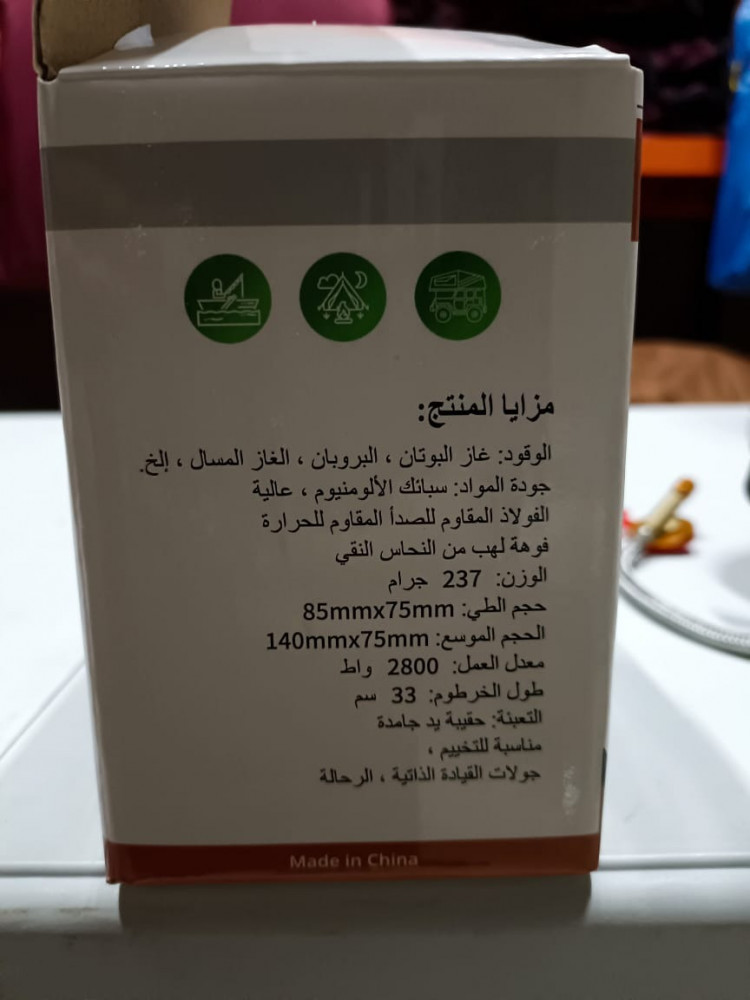 مزايا المنتج:
الوقود: غاز البوتان ، البروبان ، الغاز المسال ، إلخ.
جودة المواد: سبائك الألومنيوم ، عالية
الفولاذ المقاوم للصدأ المقاوم للحرارة
فوهة لهب من النحاس النقي
الوزن: 237 جرام
حجم الطي: 85mmx75mm
الحجم الموسع: 140mmx75mm
معدل العمل: 2800 واط
طول الخرطوم: 33 سم
التعبئة: حقيبة يد جامدة
مناسبة للتخييم ،
جولات القيادة الذاتية ، الرحالة
Made in China